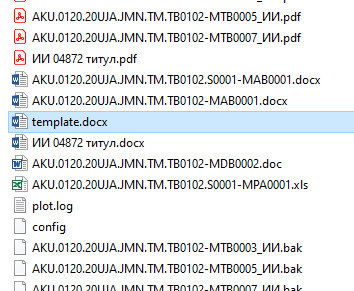 AKU.0120.20UJA.JMN.TM.TB0102-MTB0005_ИИ.pdf
AKU.0120.20UJA.JMN.TM.TB0102-MTB0007_ИИ.pdf
ИИ 04872 титул.pdf
AKU.0120.20UJA.JMN.TM.TB0102.S0001-MAB0001.docx
AKU.0120.20UJA.JMN.TM.TB0102-MAB0001.docx
template.docx
ИИ 04872 титул.docx
AKU.0120.20UJA.JMN.TM.TB0102-MDB0002.doc
AKU.0120.20UJA.JMN.TM.TB0102.S0001-MPA0001.xls
plot.log
config
AKU.0120.20UJA.JMN.TM.TB0102-MTB0003_ИИ.bak
AKU.0120.20UJA.JMN.TM.TB0102-MTB0005_ИИ.bak
AKU.0120.20UJA.JMN.TM.TB0102-MTB0007_ИИ.bak